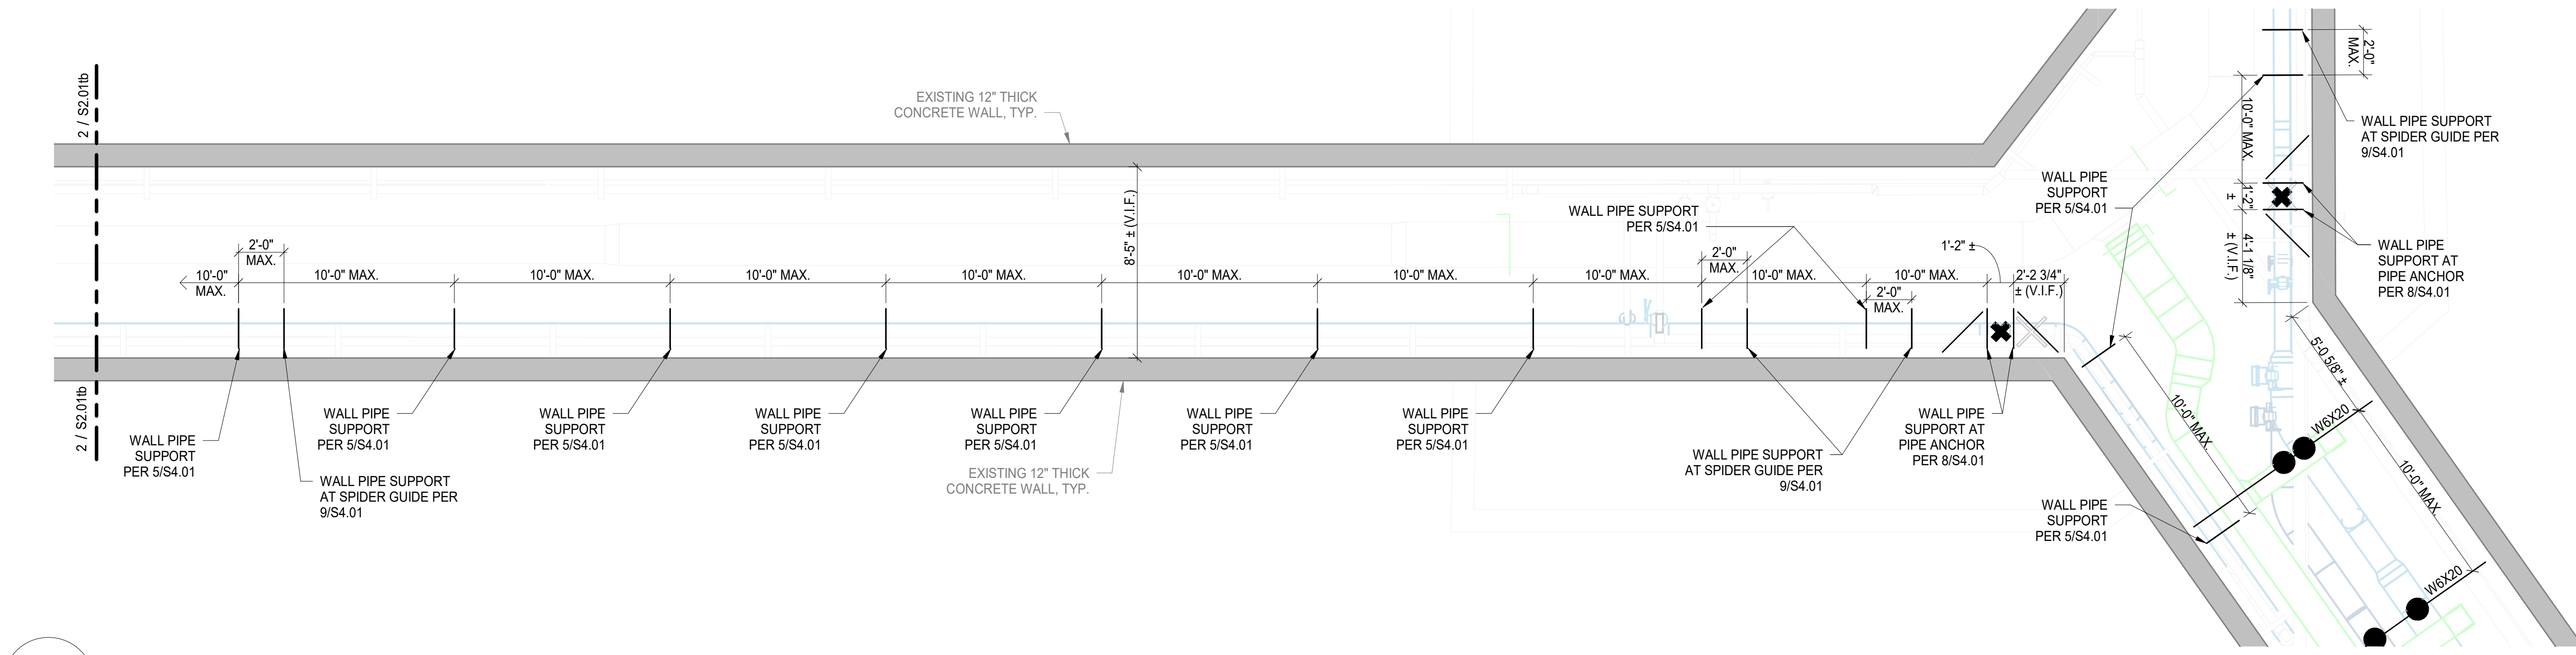 2 / S2.01tb
2 / S2.01tb
EXISTING 12" THICK
CONCRETE WALL, TYP.
8'-5" ± (V.I.F.)
10'-0"
MAX.
2'-0"
MAX.
10'-0" MAX.
10'-0" MAX.
10'-0" MAX.
10'-0" MAX.
10'-0" MAX.
10'-0" MAX.
10'-0" MAX.
2'-0"
MAX.
10'-0" MAX.
2'-0"
MAX.
10'-0" MAX.
1'-2" ±
2'-2 3/4"
± (V.I.F.)
WALL PIPE SUPPORT
PER 5/S4.01
WALL PIPE
SUPPORT
PER 5/S4.01
WALL PIPE SUPPORT
AT SPIDER GUIDE PER
9/S4.01
WALL PIPE
SUPPORT
PER 5/S4.01
WALL PIPE
SUPPORT
PER 5/S4.01
WALL PIPE
SUPPORT
PER 5/S4.01
WALL PIPE
SUPPORT
PER 5/S4.01
WALL PIPE
SUPPORT
PER 5/S4.01
WALL PIPE
SUPPORT
PER 5/S4.01
EXISTING 12" THICK
CONCRETE WALL, TYP.
WALL PIPE SUPPORT
AT SPIDER GUIDE PER
9/S4.01
WALL PIPE
SUPPORT AT
PIPE ANCHOR
PER 8/S4.01
WALL PIPE
SUPPORT
PER 5/S4.01
2'-0"
MAX.
10'-0" MAX.
1'-2"
±
4'-1 1/8"
± (V.I.F.)
WALL PIPE SUPPORT
AT SPIDER GUIDE PER
9/S4.01
WALL PIPE
SUPPORT AT
PIPE ANCHOR
PER 8/S4.01
5'-0 5/8" ±
W6X20
10'-0" MAX.
10'-0" MAX.
W6X20
WALL PIPE
SUPPORT
PER 5/S4.01